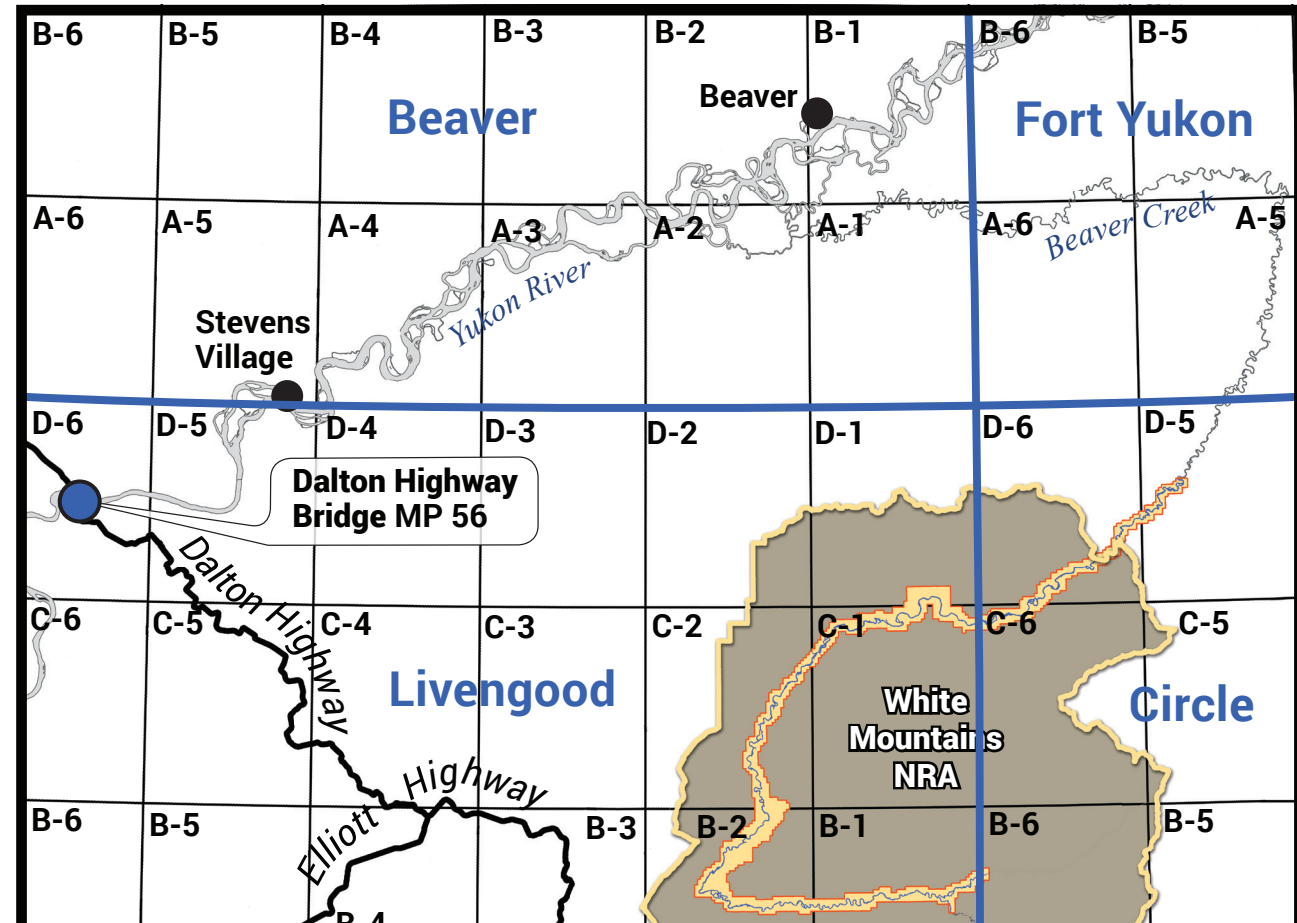 B-6 B-5 B-4 B-3 B-2 B-1 B-6 B-5
Beaver
Beaver
Fort Yukon
A-6 A-5 A-4 A-3 A-2 A-1 A-6 A-5
Beaver Creek
Yukon River
Stevens
Village
D-6 D-5 D-4 D-3 D-2 D-1 D-6 D-5
Dalton Highway
Bridge MP 56
Dalton Highway
C-6 C-5 C-4 C-3 C-2 C-1 C-6 C-5
Livengood
White
Mountains
NRA
Circle
Elliott Highway
B-6 B-5 B-3 B-2 B-1 B-6 B-5
B-4